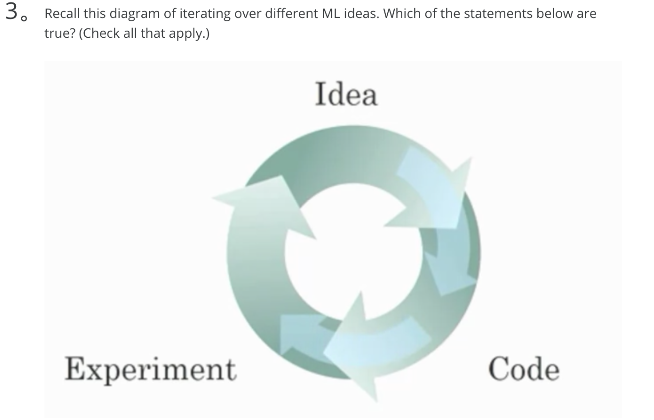 3. Recall this diagram of iterating over different ML ideas. Which of the statements below are
true? (Check all that apply.)
Idea
Experiment
Code